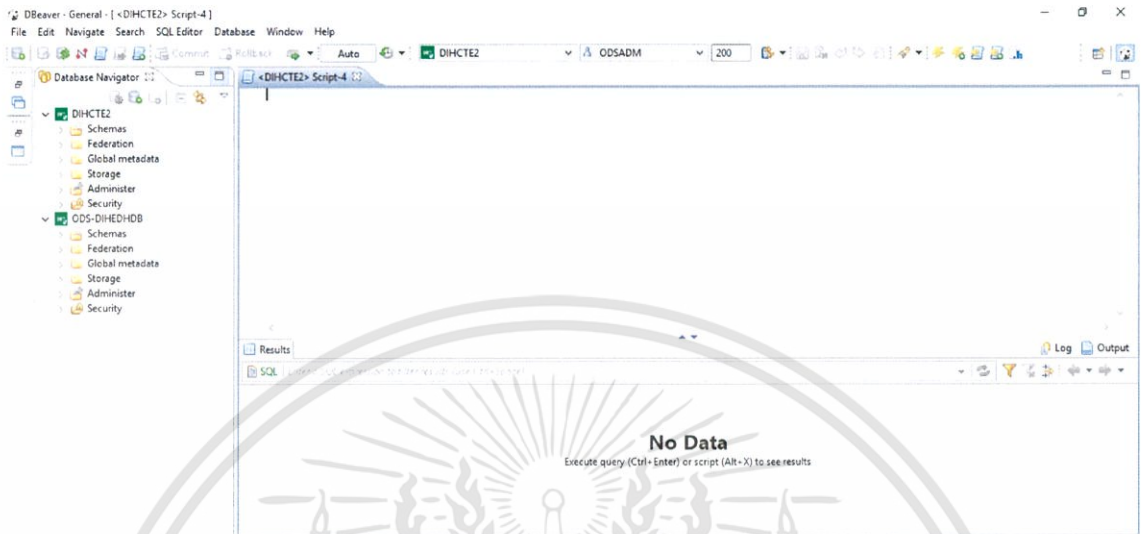 DBeaver - General - [ <DIHCTE2> Script-4 ]
File Edit Navigate Search SQL Editor Database Window Help
Commit Rollback Auto DIHCTE2 ODSADM 200
Database Navigator
<DIHCTE2> Script-4
DIHCTE2
Schemas
Federation
Global metadata
Storage
Administer
Security
ODS-DIHEDHDB
Schemas
Federation
Global metadata
Storage
Administer
Security
Results
Log Output
SQL
No Data
Execute query (Ctrl+Enter) or script (Alt+X) to see results